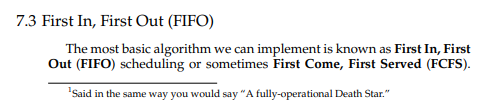 7.3 First In, First Out (FIFO)
The most basic algorithm we can implement is known as First In, First
Out (FIFO) scheduling or sometimes First Come, First Served (FCFS).
1Said in the same way you would say “A fully-operational Death Star.”